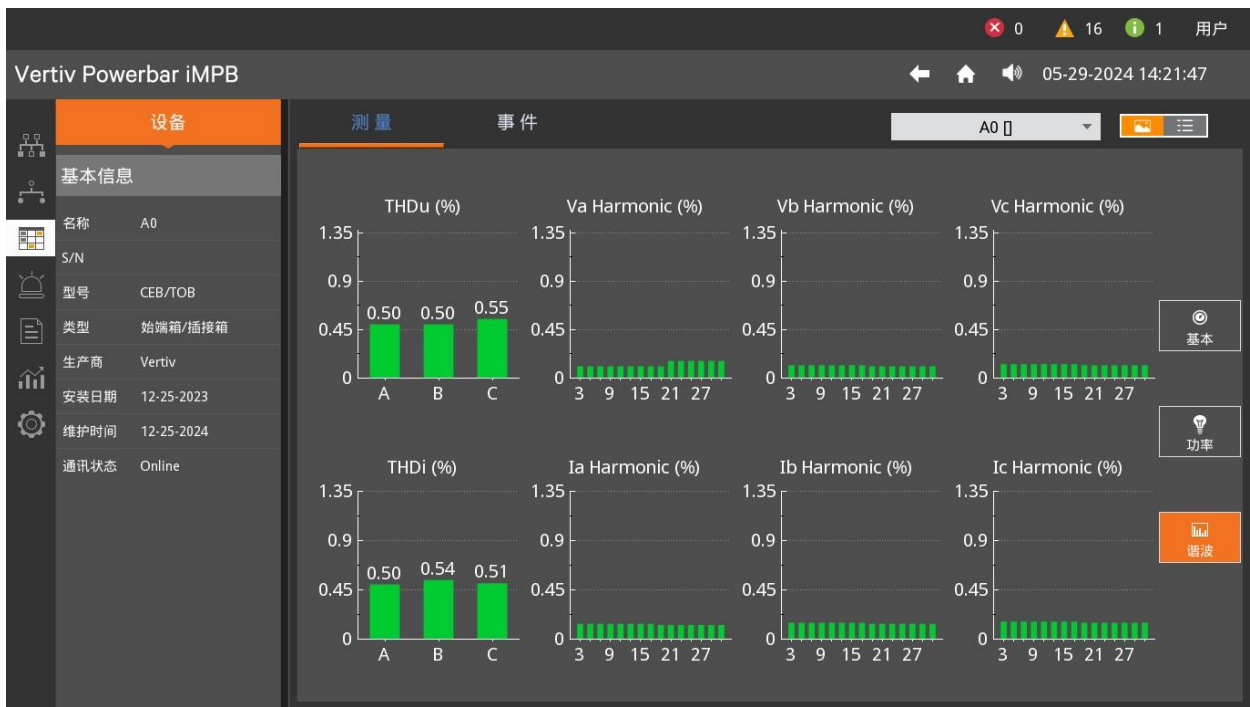 0 16 1 用户
Vertiv Powerbar iMPB 05-29-2024 14:21:47
设备 测量 事件 A0 []
基本信息
名称 A0
S/N
型号 CEB/TOB
类型 始端箱/插接箱
生产商 Vertiv
安装日期 12-25-2023
维护时间 12-25-2024
通讯状态 Online
THDu (%)
1.35
0.9
0.45
0
0.50 0.50 0.55
A B C
Va Harmonic (%)
1.35
0.9
0.45
0
3 9 15 21 27
Vb Harmonic (%)
1.35
0.9
0.45
0
3 9 15 21 27
Vc Harmonic (%)
1.35
0.9
0.45
0
3 9 15 21 27
THDi (%)
1.35
0.9
0.45
0
0.50 0.54 0.51
A B C
Ia Harmonic (%)
1.35
0.9
0.45
0
3 9 15 21 27
Ib Harmonic (%)
1.35
0.9
0.45
0
3 9 15 21 27
Ic Harmonic (%)
1.35
0.9
0.45
0
3 9 15 21 27
基本
功率
谐波